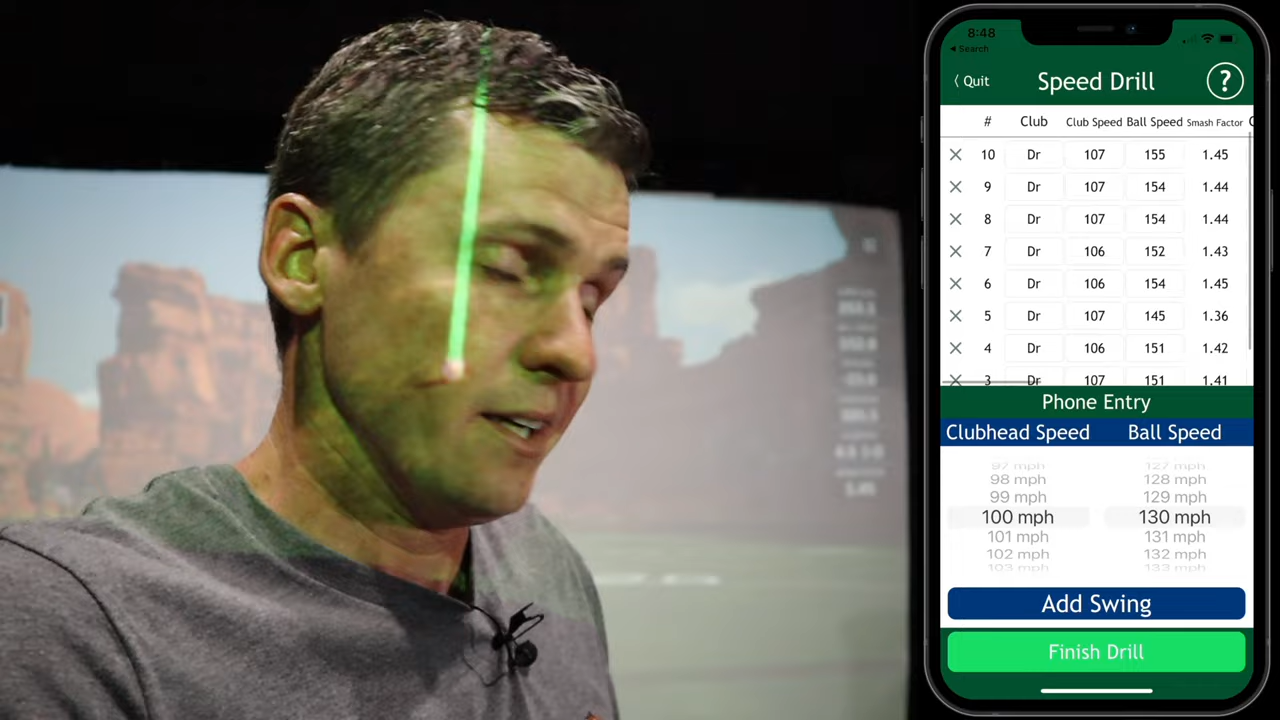 8:48
◀ Search
〈 Quit
Speed Drill
?
# Club Club Speed Ball Speed Smash Factor
10 Dr 107 155 1.45
9 Dr 107 154 1.44
8 Dr 107 154 1.44
7 Dr 106 152 1.43
6 Dr 106 154 1.45
5 Dr 107 145 1.36
4 Dr 106 151 1.42
3 Dr 107 151 1.41
Phone Entry
Clubhead Speed Ball Speed
97 mph 127 mph
98 mph 128 mph
99 mph 129 mph
100 mph 130 mph
101 mph 131 mph
102 mph 132 mph
103 mph 133 mph
Add Swing
Finish Drill